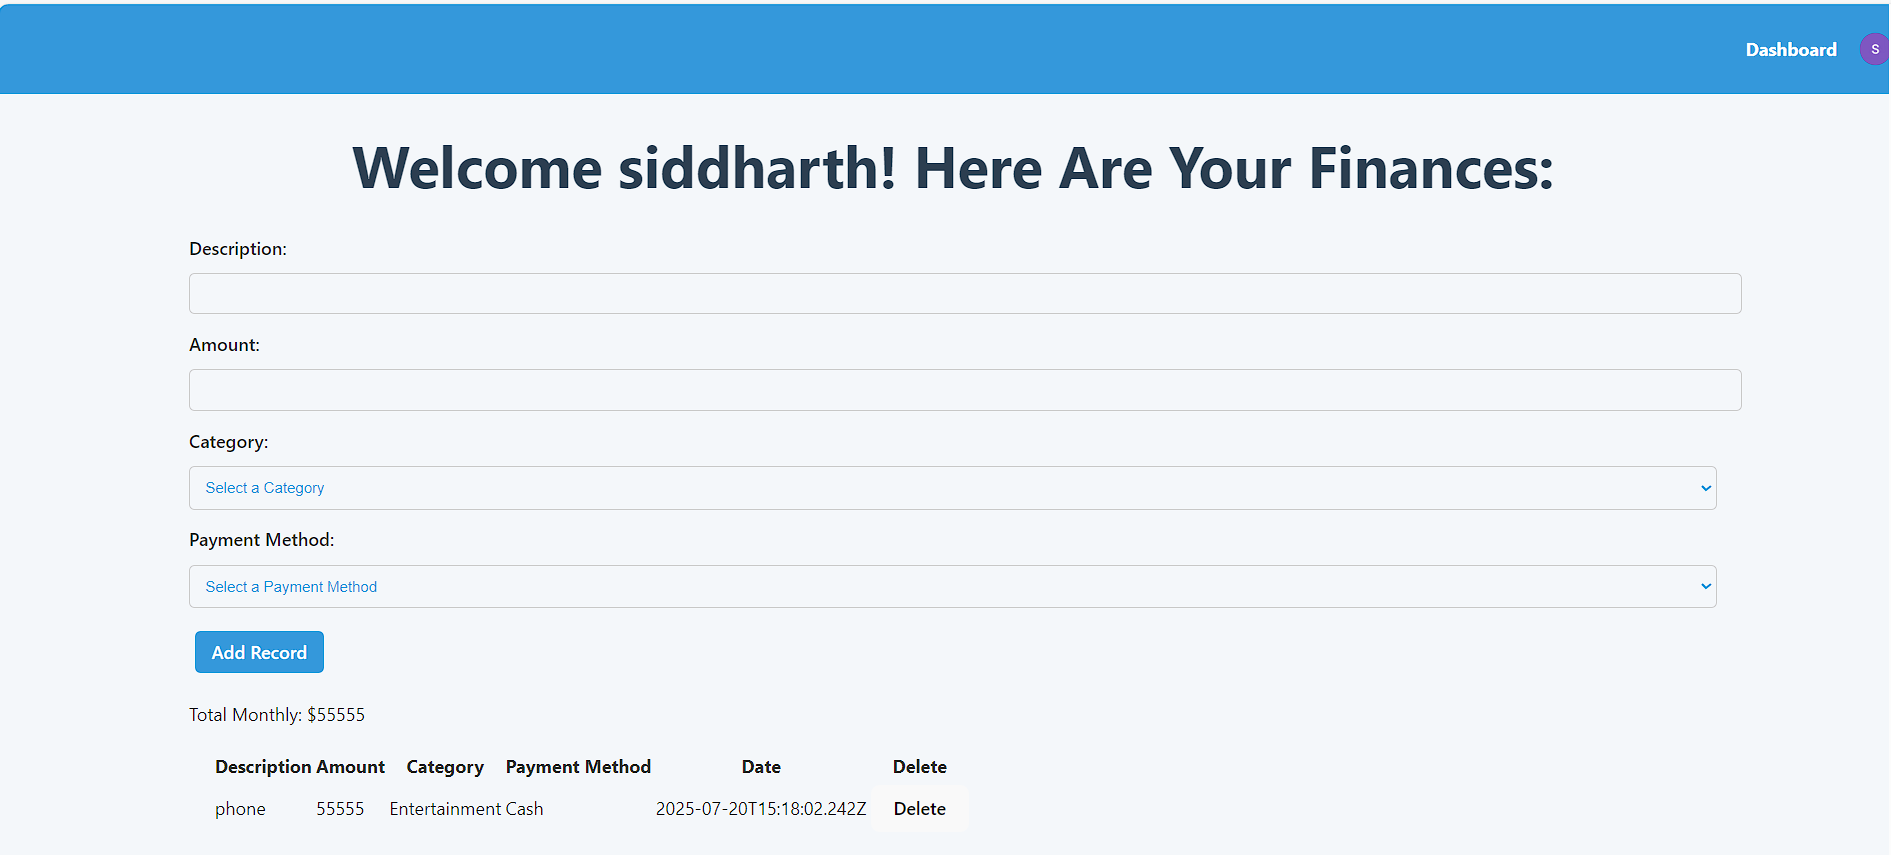 Dashboard S
Welcome siddharth! Here Are Your Finances:
Description:
Amount:
Category:
Select a Category
Payment Method:
Select a Payment Method
Add Record
Total Monthly: $55555
Description Amount Category Payment Method Date Delete
phone 55555 Entertainment Cash 2025-07-20T15:18:02.242Z Delete